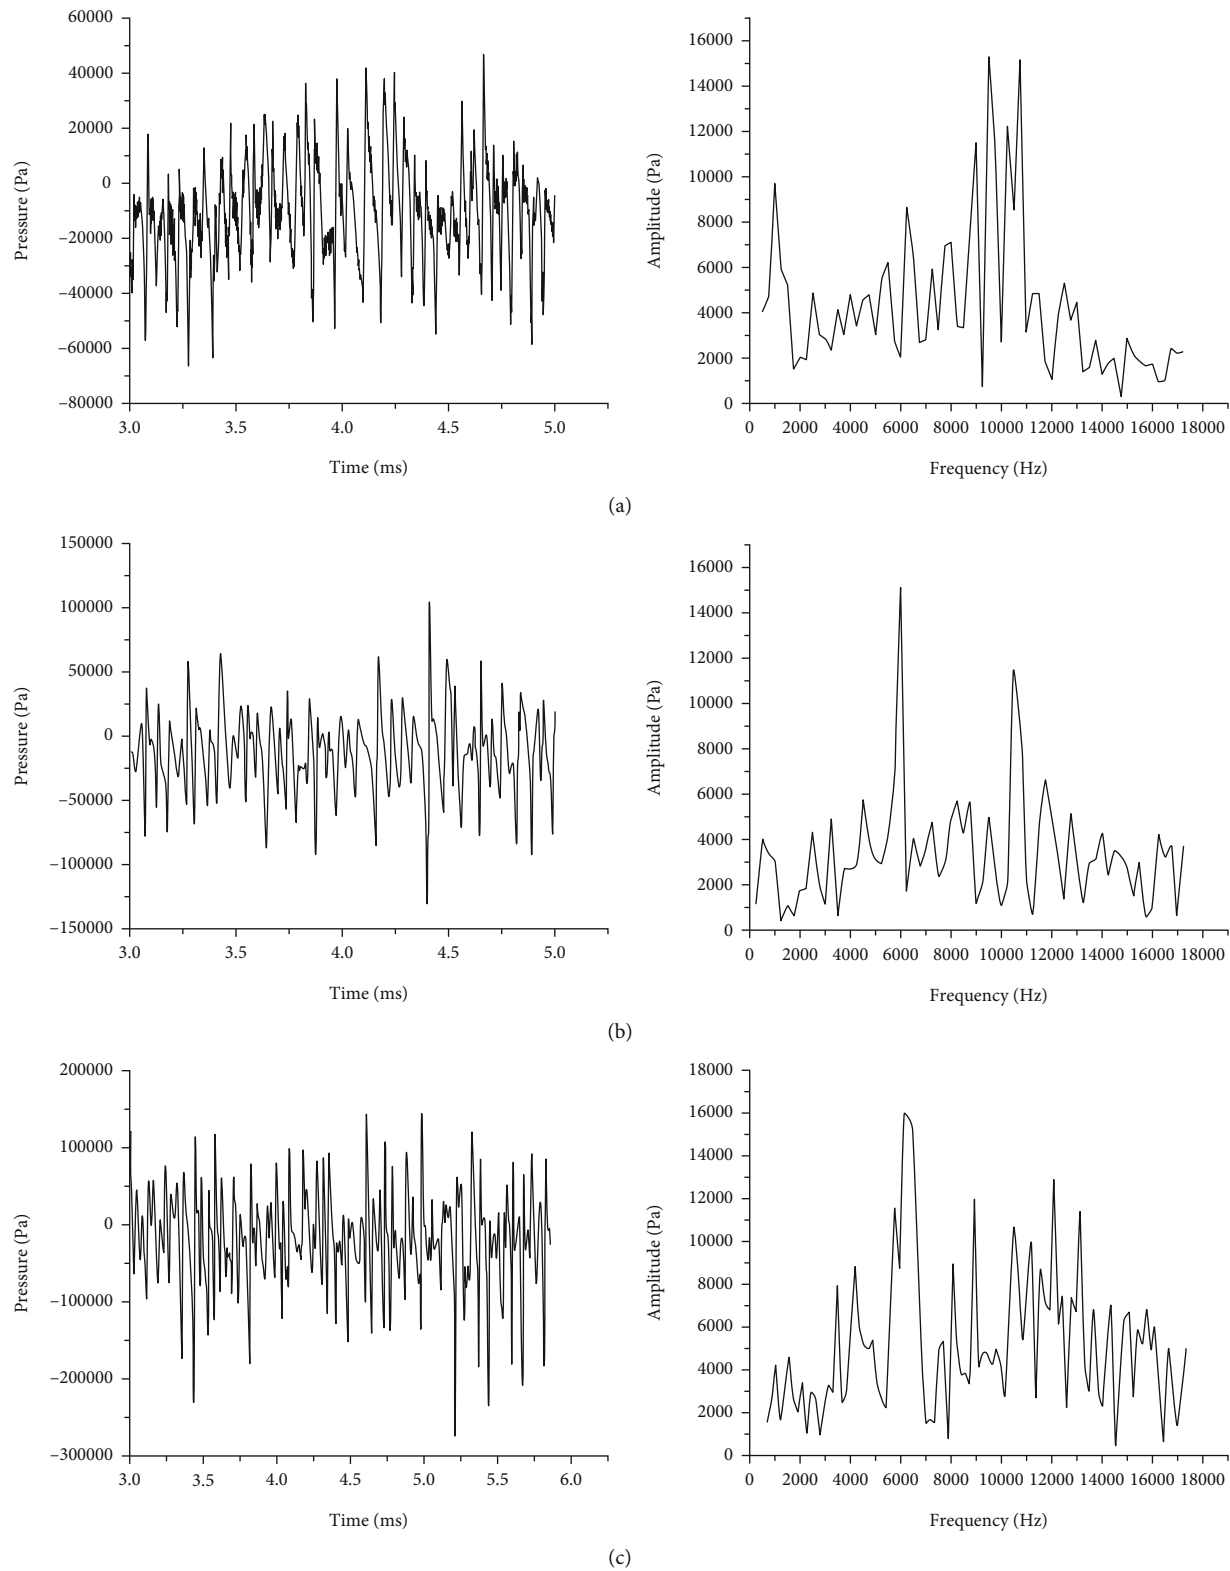 60000
40000
20000
0
−20000
−40000
−60000
−80000
Pressure (Pa)
3.0 3.5 4.0 4.5 5.0
Time (ms)
16000
14000
12000
10000
8000
6000
4000
2000
0
Amplitude (Pa)
0 2000 4000 6000 8000 10000 12000 14000 16000 18000
Frequency (Hz)
(a)
150000
100000
50000
0
−50000
−100000
−150000
Pressure (Pa)
3.0 3.5 4.0 4.5 5.0
Time (ms)
16000
14000
12000
10000
8000
6000
4000
2000
0
Amplitude (Pa)
0 2000 4000 6000 8000 10000 12000 14000 16000 18000
Frequency (Hz)
(b)
200000
100000
0
−100000
−200000
−300000
Pressure (Pa)
3.0 3.5 4.0 4.5 5.0 5.5 6.0
Time (ms)
18000
16000
14000
12000
10000
8000
6000
4000
2000
0
Amplitude (Pa)
0 2000 4000 6000 8000 10000 12000 14000 16000 18000
Frequency (Hz)
(c)